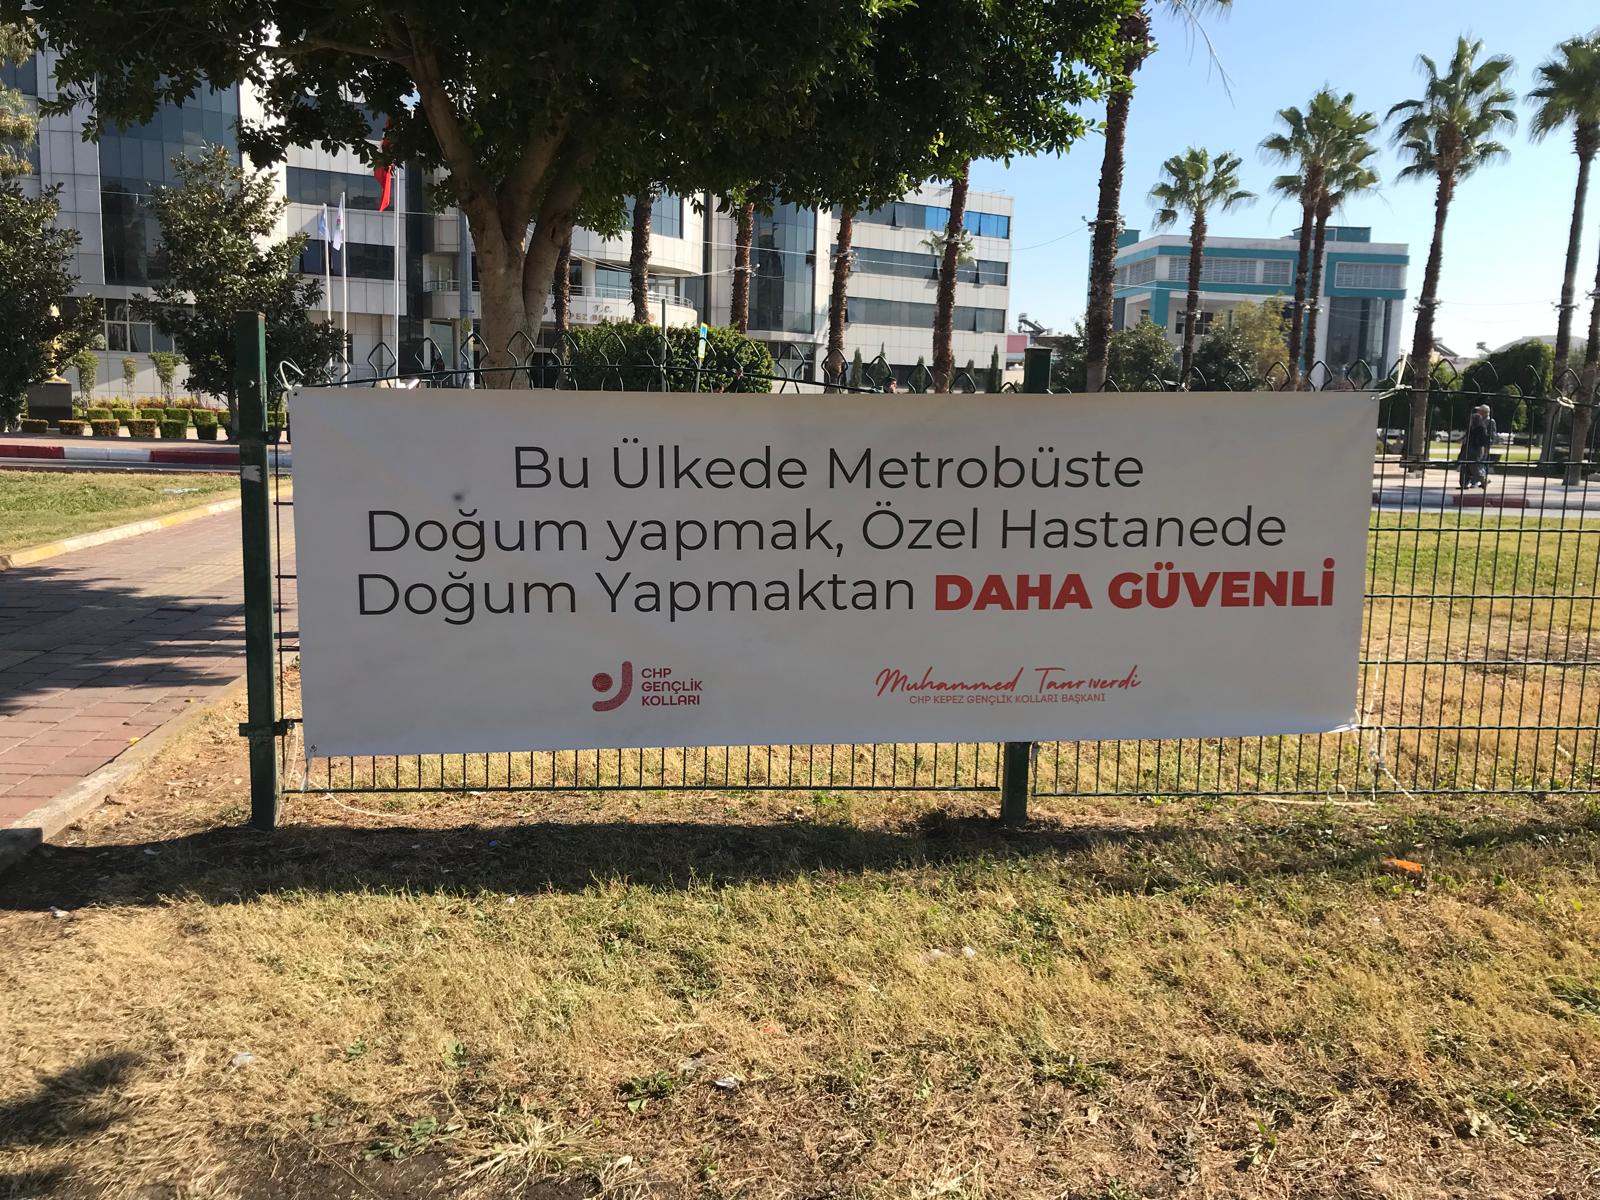 T.C.
Bu Ülkede Metrobüste
Doğum yapmak, Özel Hastanede
Doğum Yapmaktan DAHA GÜVENLİ
CHP
GENÇLİK
KOLLARI
Muhammed Tanrıverdi
CHP KEPEZ GENÇLİK KOLLARI BAŞKANI